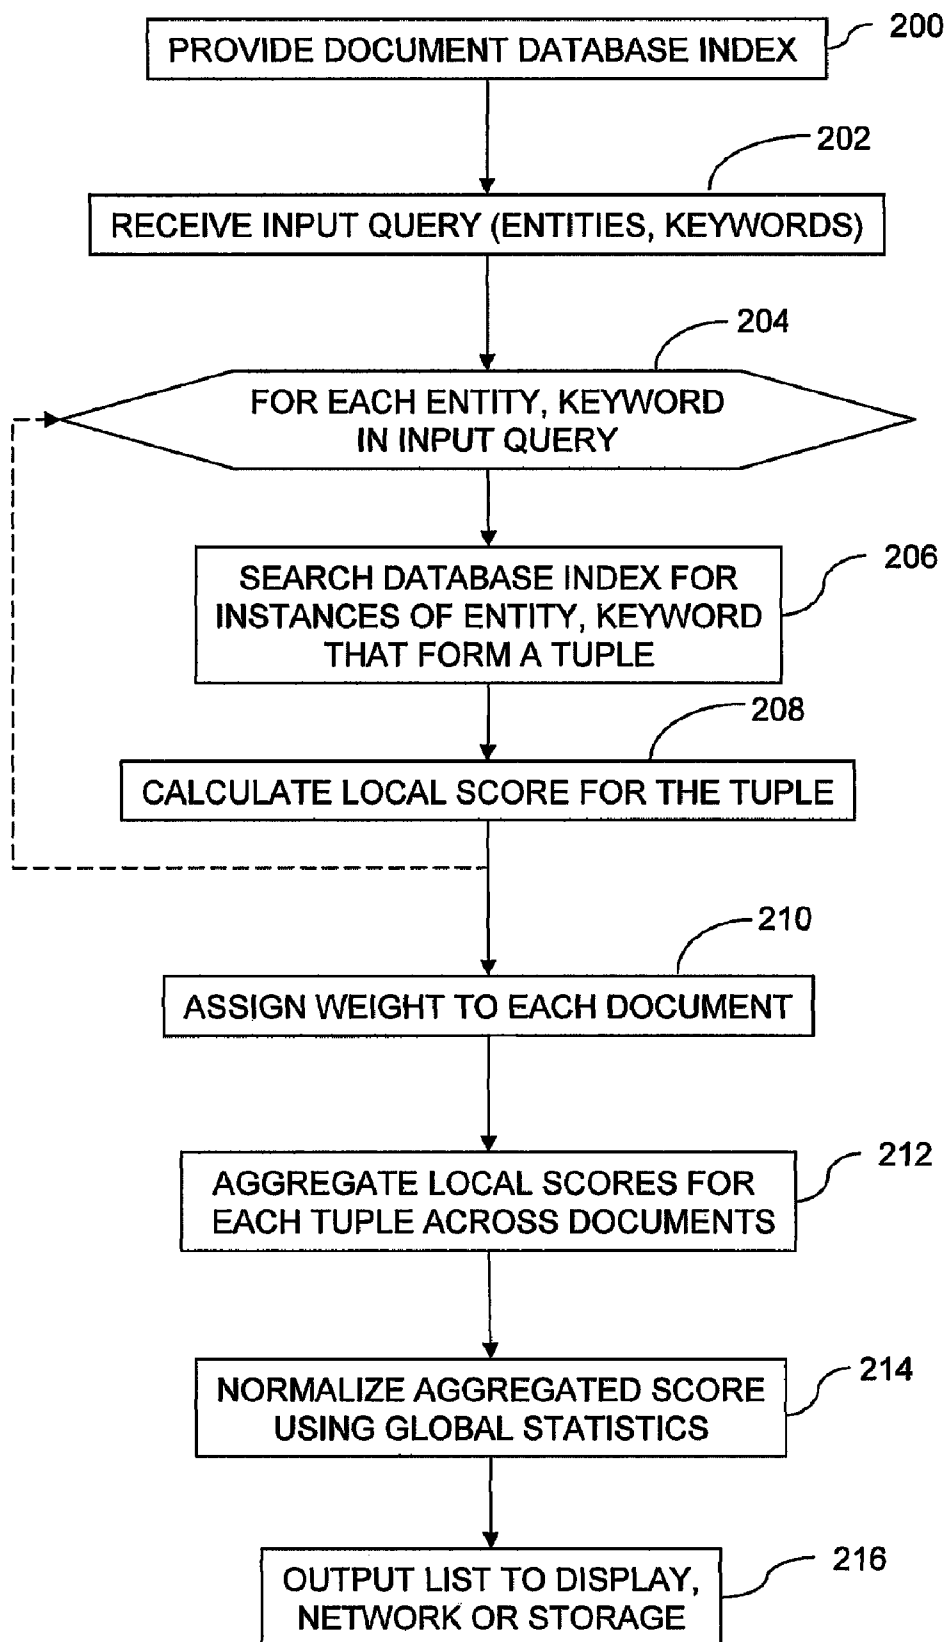 PROVIDE DOCUMENT DATABASE INDEX
200
202
RECEIVE INPUT QUERY (ENTITIES, KEYWORDS)
204
FOR EACH ENTITY, KEYWORD
IN INPUT QUERY
206
SEARCH DATABASE INDEX FOR
INSTANCES OF ENTITY, KEYWORD
THAT FORM A TUPLE
208
CALCULATE LOCAL SCORE FOR THE TUPLE
210
ASSIGN WEIGHT TO EACH DOCUMENT
212
AGGREGATE LOCAL SCORES FOR
EACH TUPLE ACROSS DOCUMENTS
214
NORMALIZE AGGREGATED SCORE
USING GLOBAL STATISTICS
216
OUTPUT LIST TO DISPLAY,
NETWORK OR STORAGE